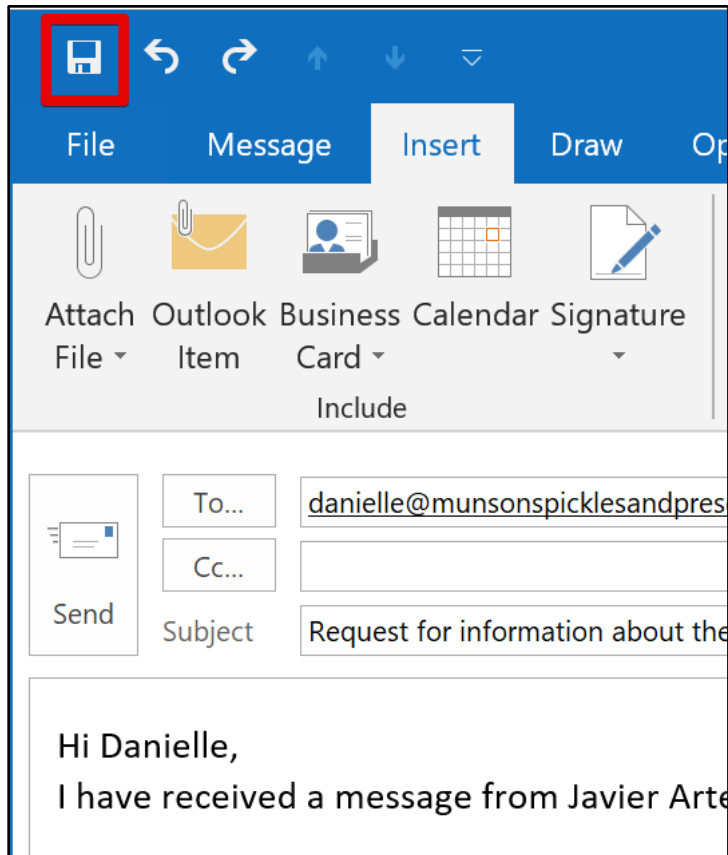 File Message Insert Draw
Attach Outlook Business Calendar Signature
File Item Card
Include
To... danielle@munsonspicklesandpres
Cc...
Send
Subject Request for information about the
Hi Danielle,
I have received a message from Javier Arte